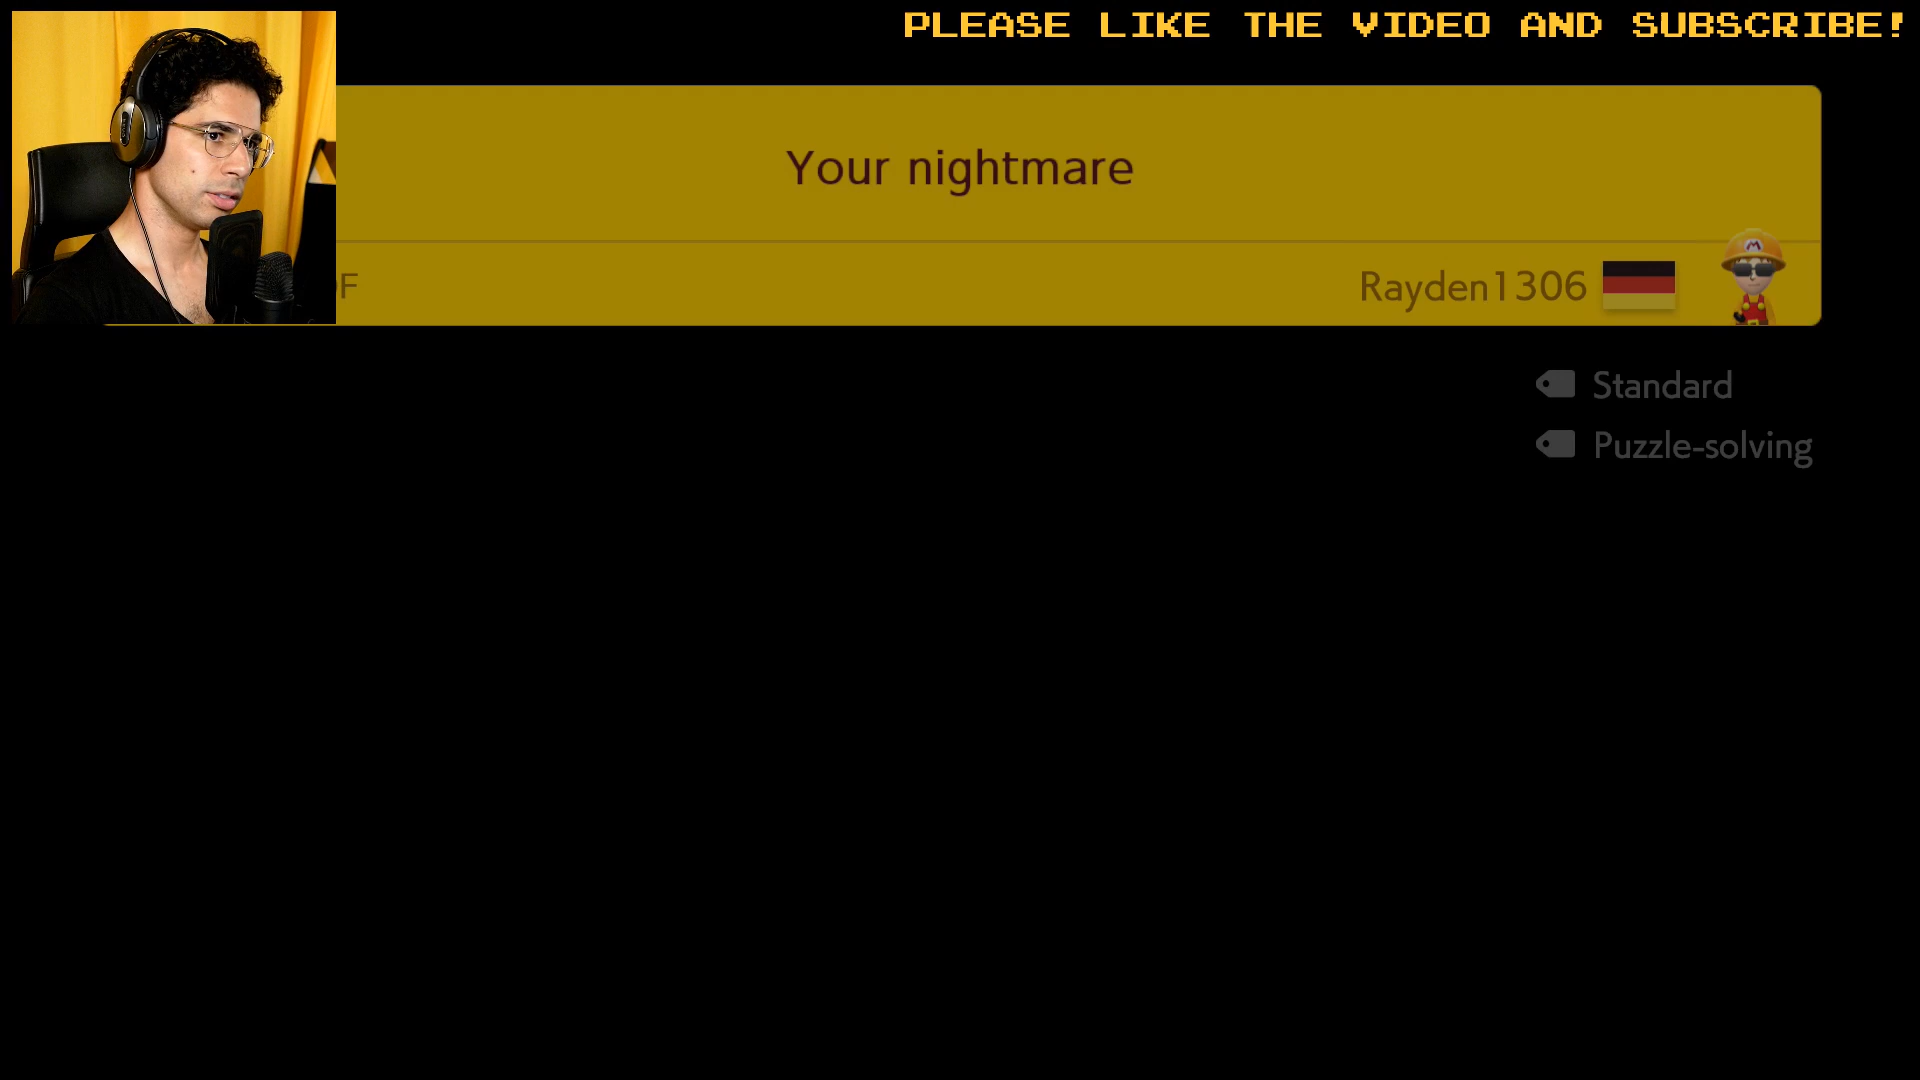 PLEASE LIKE THE VIDEO AND SUBSCRIBE!
Your nightmare
F
Rayden1306
Standard
Puzzle-solving